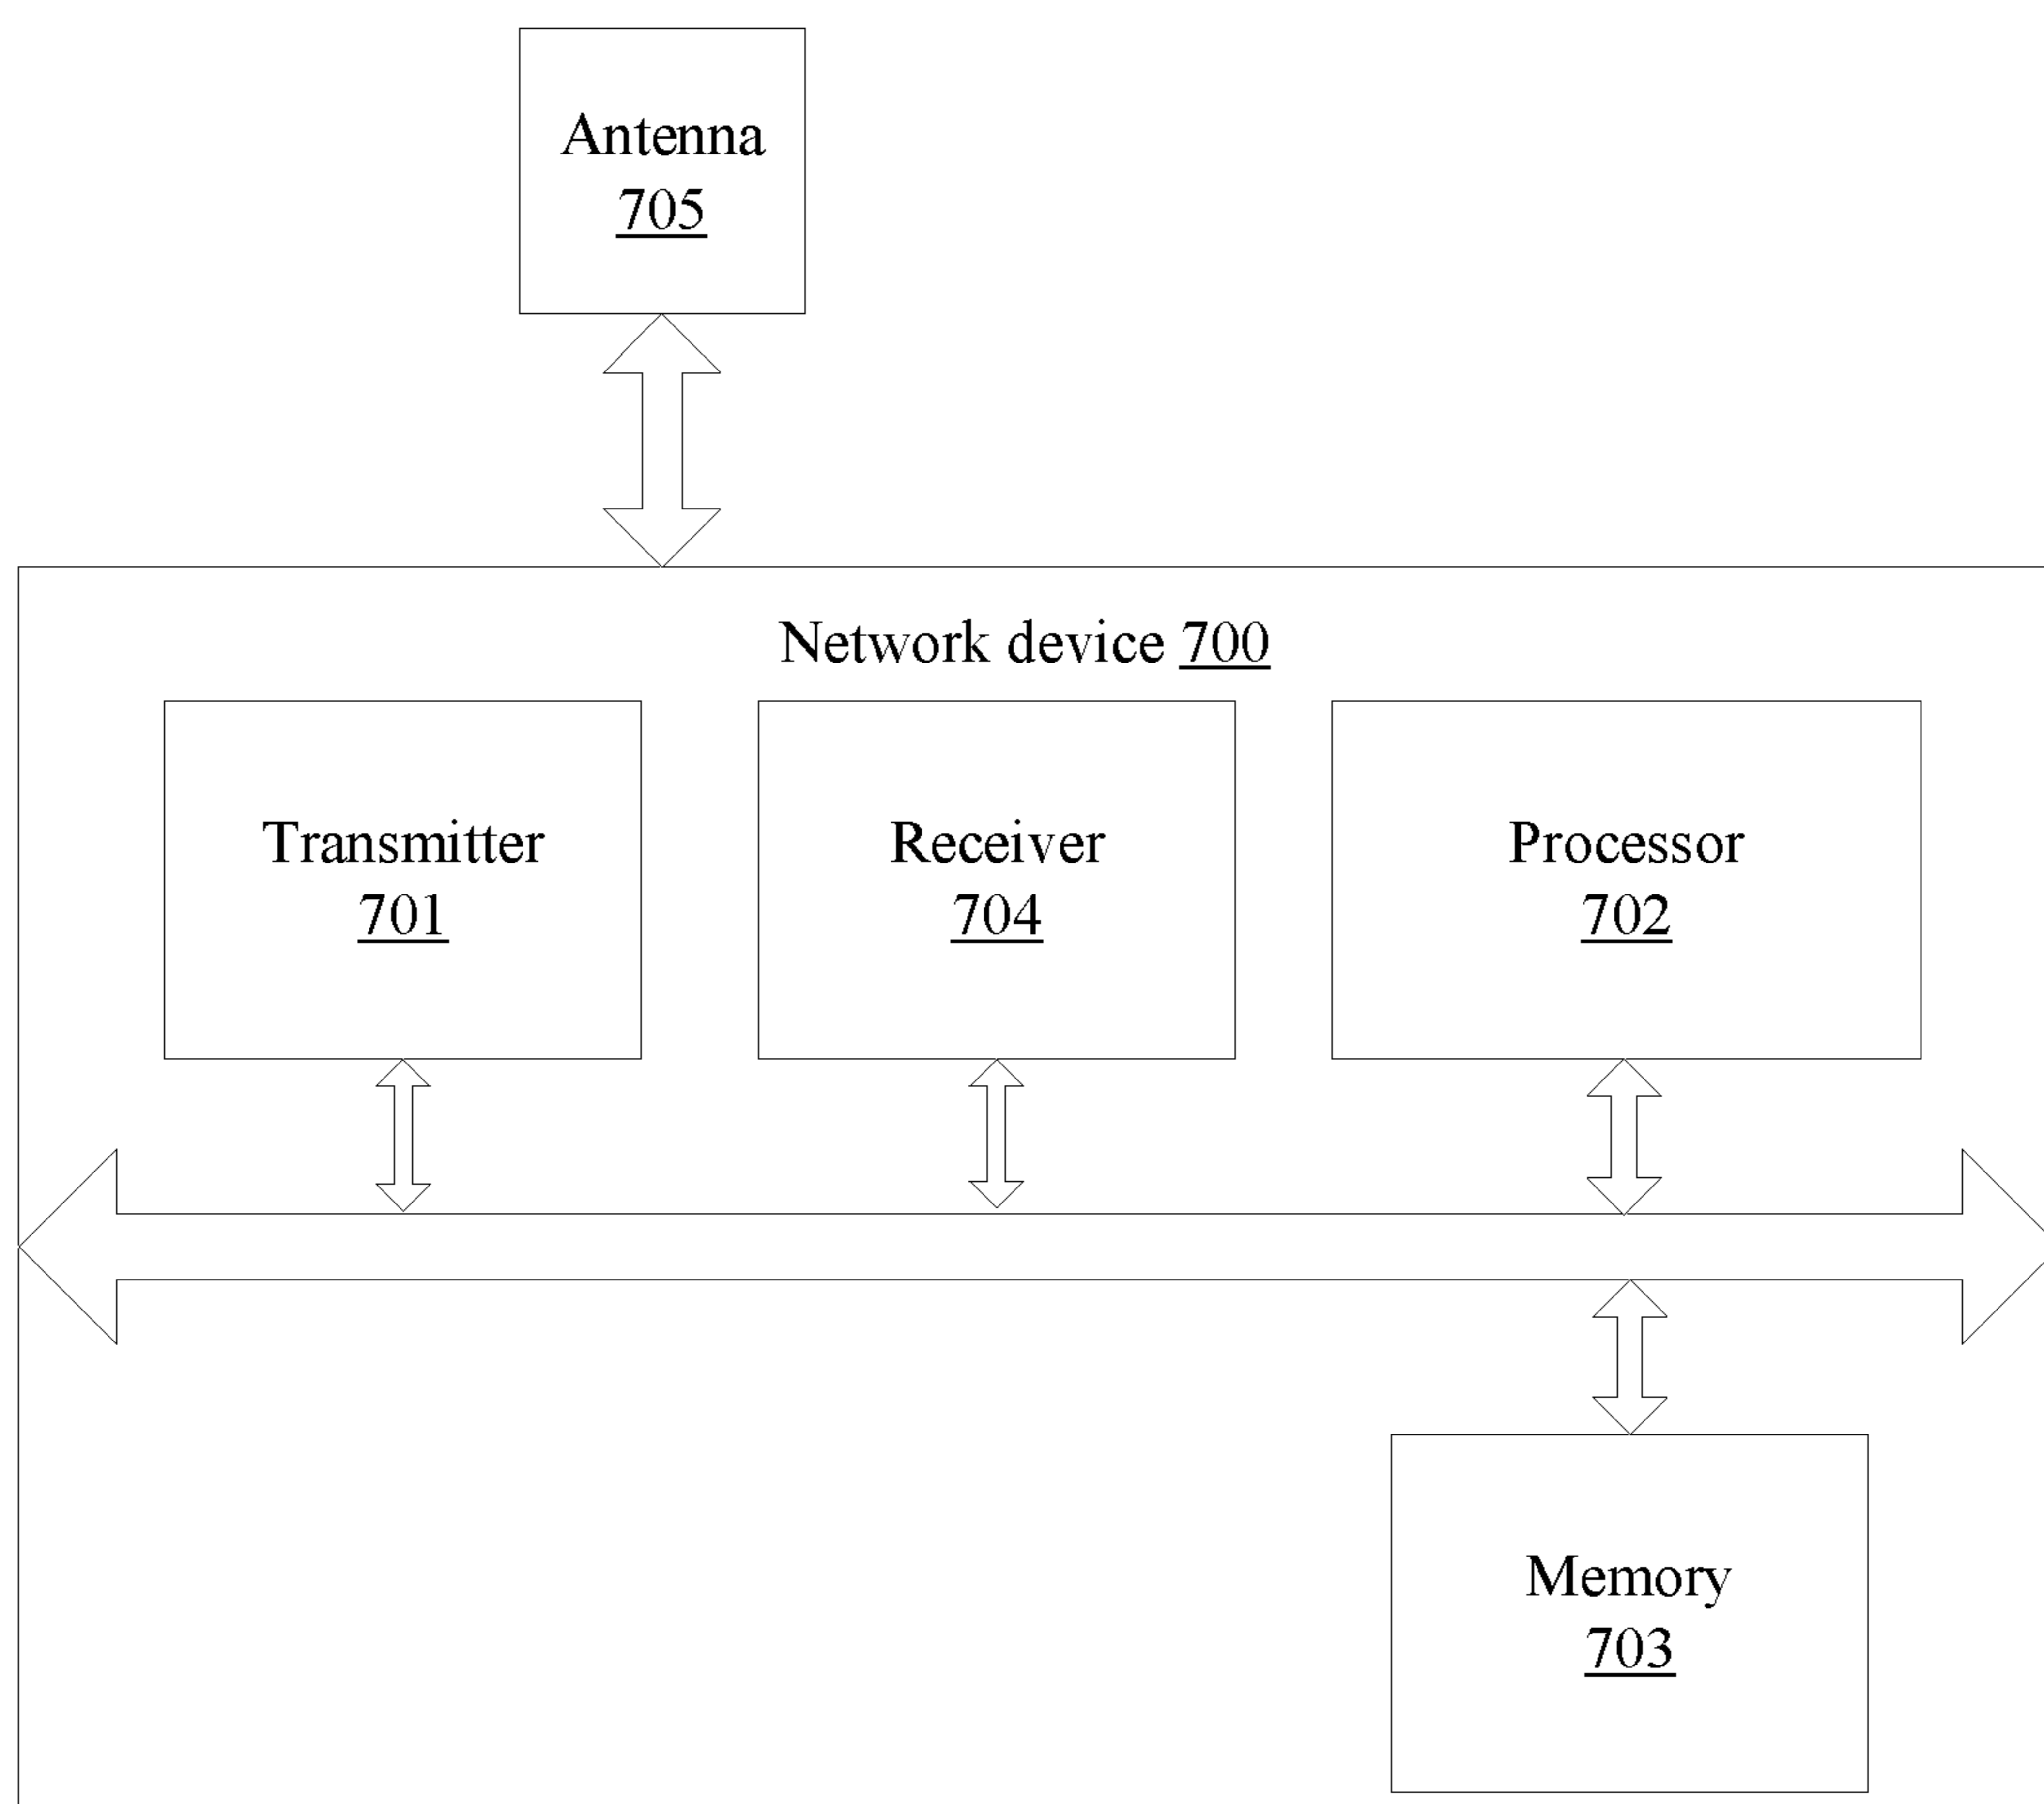 Antenna
705
Network device 700
Transmitter
701
Receiver
704
Processor
702
Memory
703